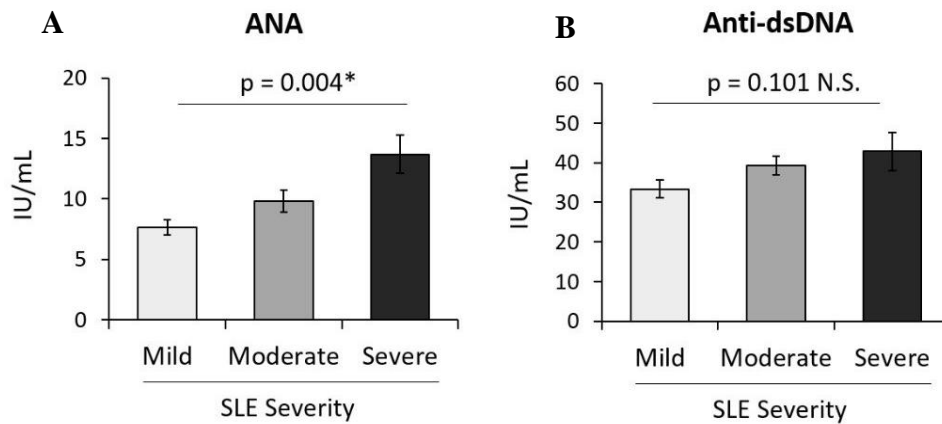 A
ANA
p = 0.004*
20
15
10
5
0
IU/mL
Mild Moderate Severe
SLE Severity
B
Anti-dsDNA
p = 0.101 N.S.
60
50
40
30
20
10
0
IU/mL
Mild Moderate Severe
SLE Severity